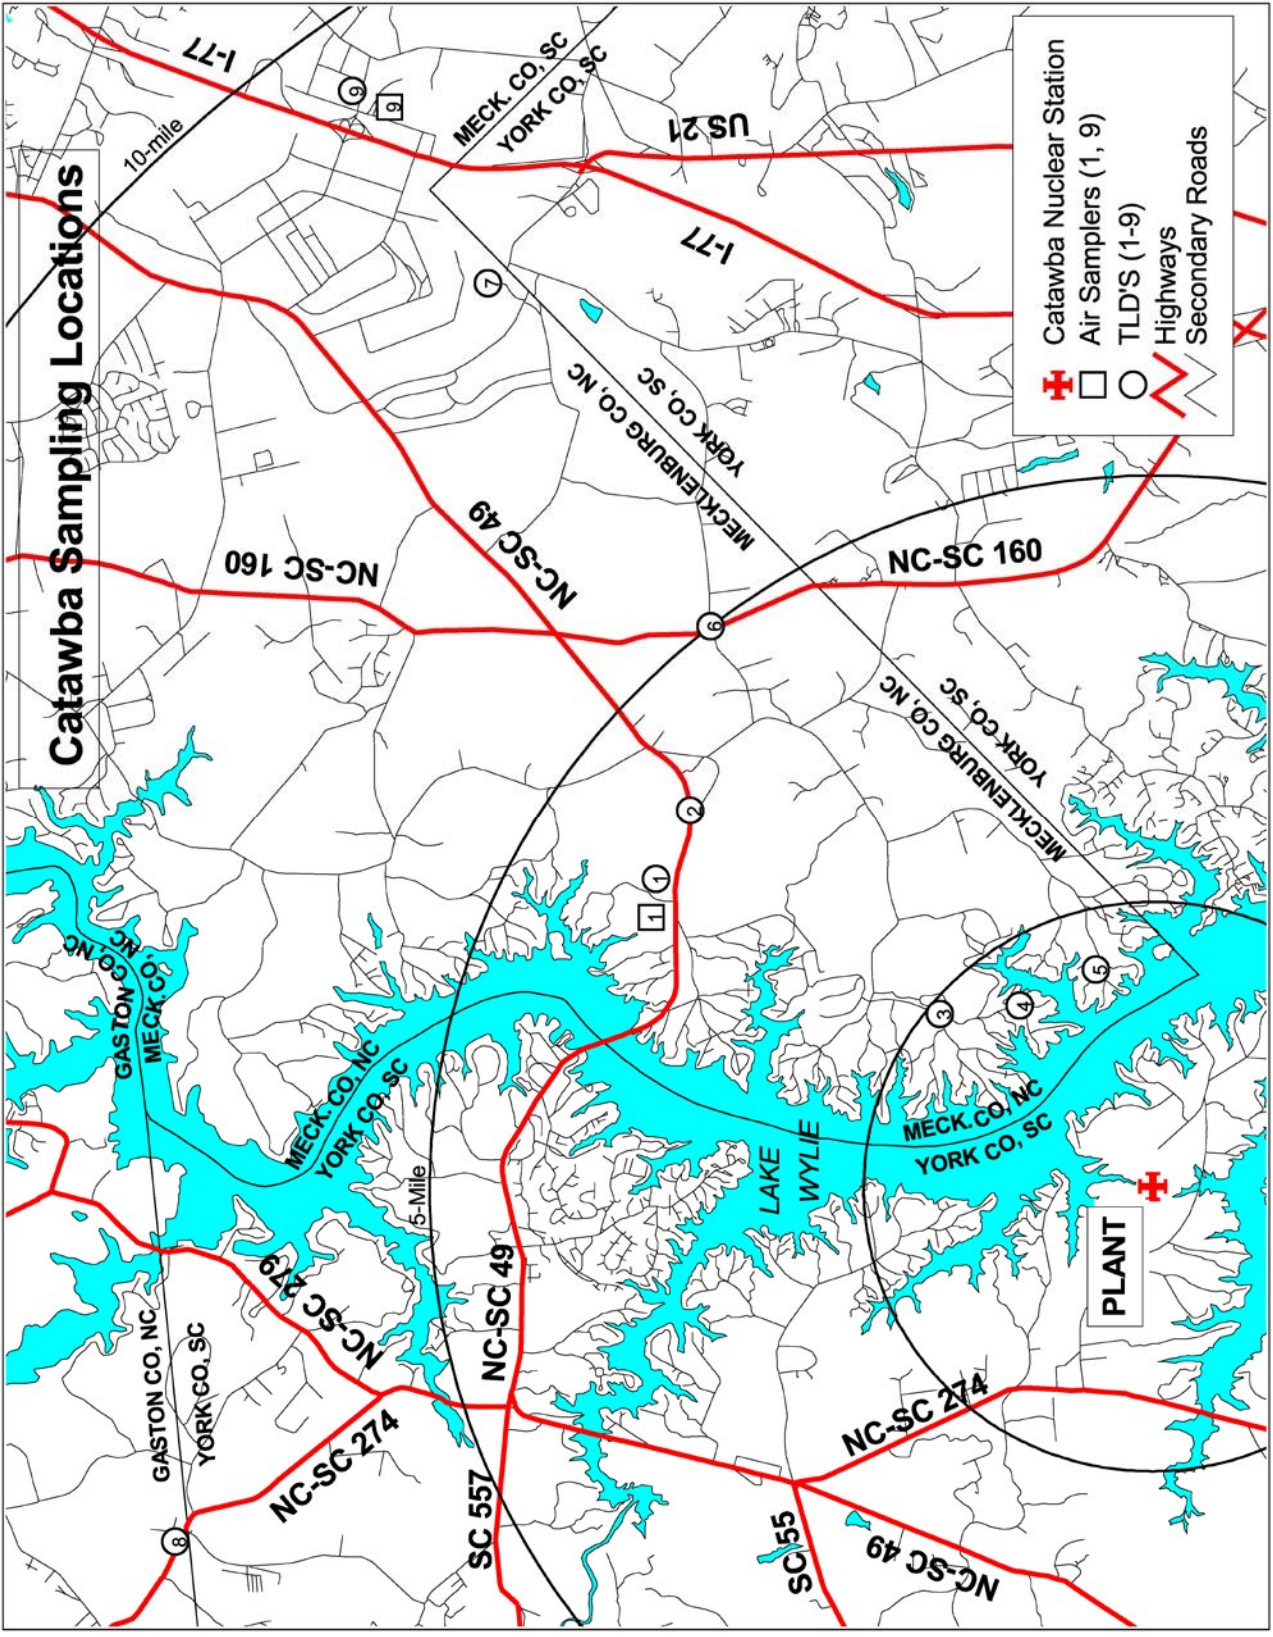 Catawba Sampling Locations
10-mile
I-77
9
9
MECK. CO, SC
YORK CO, SC
US 21
I-77
7
MECKLENBURG CO, NC
YORK CO, SC
NC-SC 160
NC-SC 49
NC-SC 160
6
MECKLENBURG CO, NC
YORK CO, SC
2
1
1
GASTON CO, NC
MECK.CO, NC
MECK. CO, NC
YORK CO, SC
5-Mile
3
4
5
MECK.CO, NC
YORK CO, SC
LAKE
WYLIE
NC-SC 279
NC-SC 49
GASTON CO, NC
YORK CO, SC
NC-SC 274
8
SC 557
NC-SC 274
SC 55
NC-SC 49
PLANT
Catawba Nuclear Station
Air Samplers (1, 9)
TLD'S (1-9)
Highways
Secondary Roads